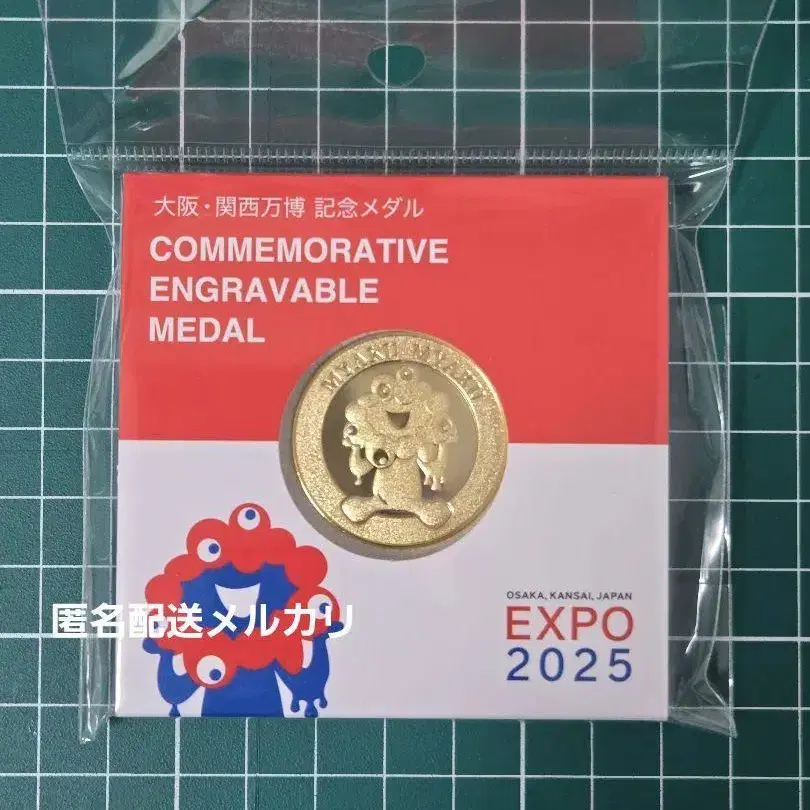 大阪・関西万博 記念メダル
COMMEMORATIVE
ENGRAVABLE
MEDAL
MYAKU MYAKU
匿名配送メルカリ
OSAKA, KANSAI, JAPAN
EXPO
2025